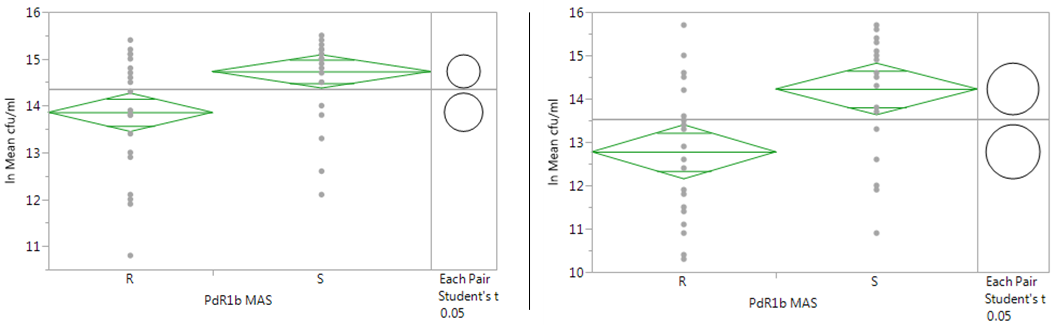 16
15
14
13
12
11
ln Mean cfu/ml
R
S
PdR1b MAS
Each Pair
Student's t
0.05
16
15
14
13
12
11
10
ln Mean cfu/ml
R
S
PdR1b MAS
Each Pair
Student's t
0.05